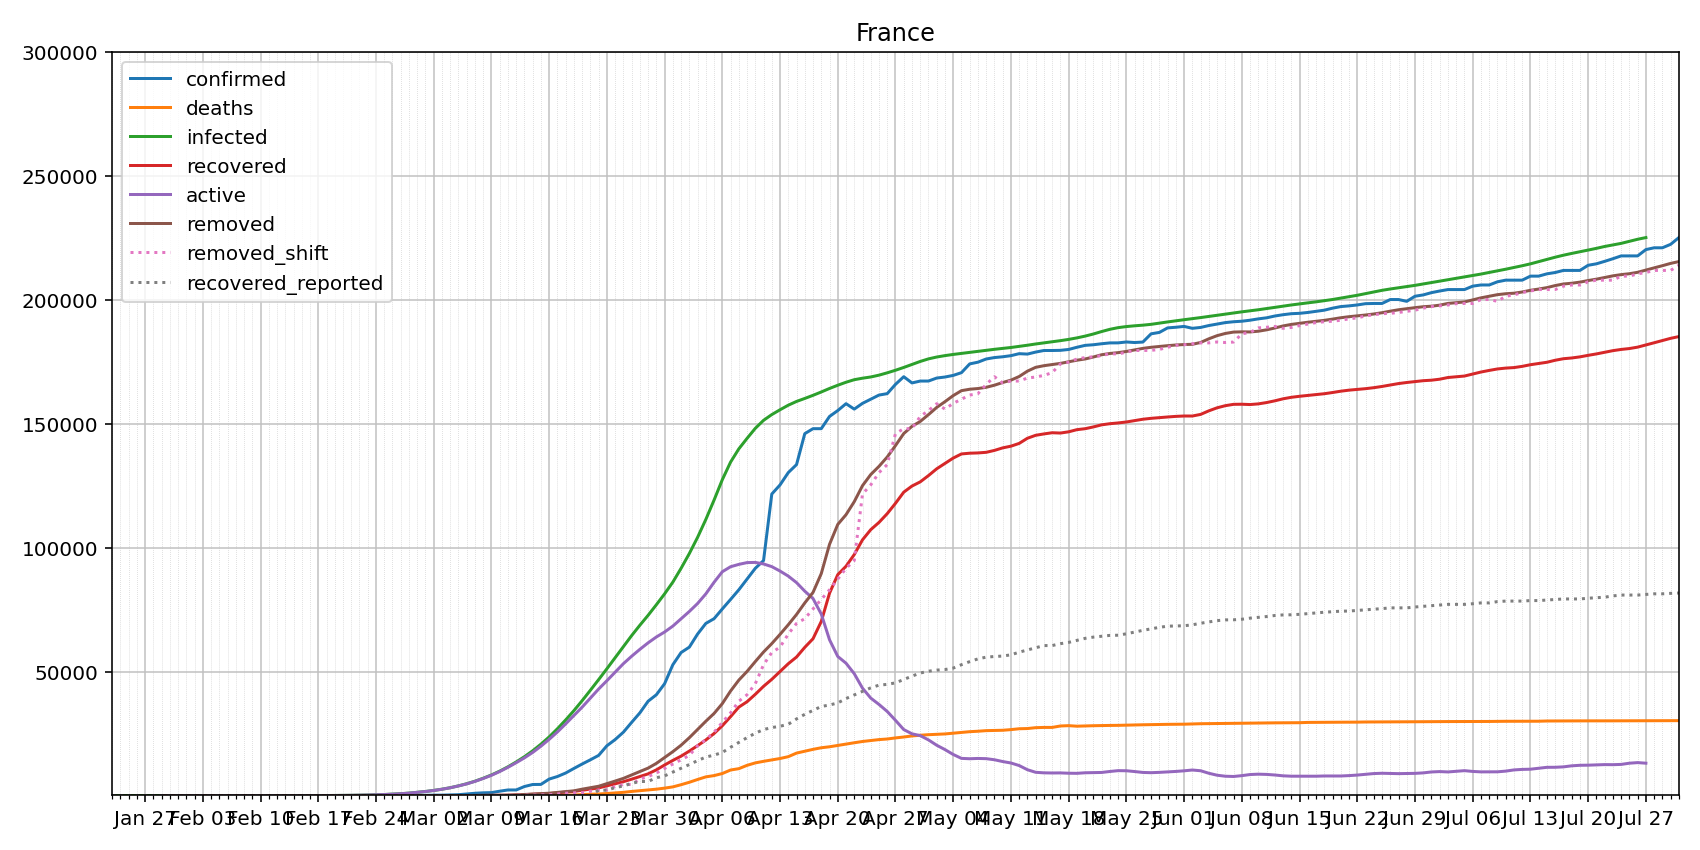 France
300000
250000
200000
150000
100000
50000
confirmed
deaths
infected
recovered
active
removed
removed_shift
recovered_reported
Jan 27 Feb 03 Feb 10 Feb 17 Feb 24 Mar 02 Mar 09 Mar 16 Mar 23 Mar 30 Apr 06 Apr 13 Apr 20 Apr 27 May 04 May 11 May 18 May 25 Jun 01 Jun 08 Jun 15 Jun 22 Jun 29 Jul 06 Jul 13 Jul 20 Jul 27